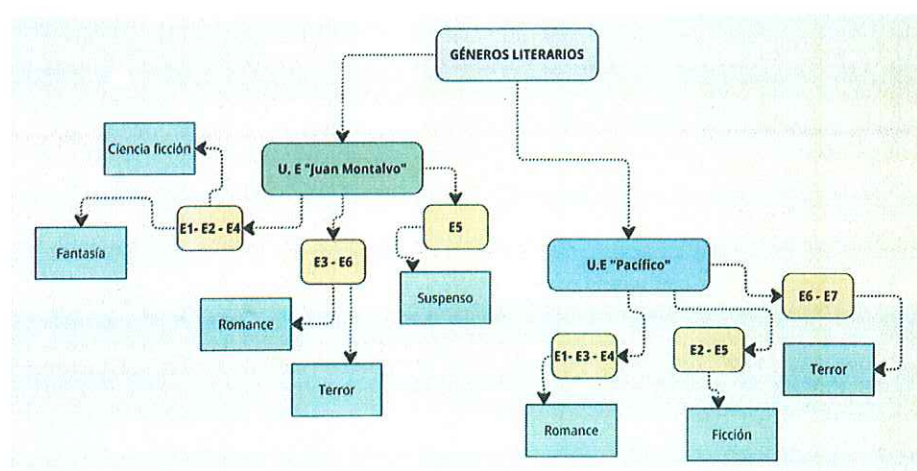 GÉNEROS LITERARIOS
Ciencia ficción
U. E "Juan Montalvo"
Fantasía
E1- E2 - E4
E3 - E6
E5
Suspenso
Romance
Terror
U.E "Pacífico"
E6 - E7
E1- E3 - E4
E2 - E5
Terror
Romance
Ficción